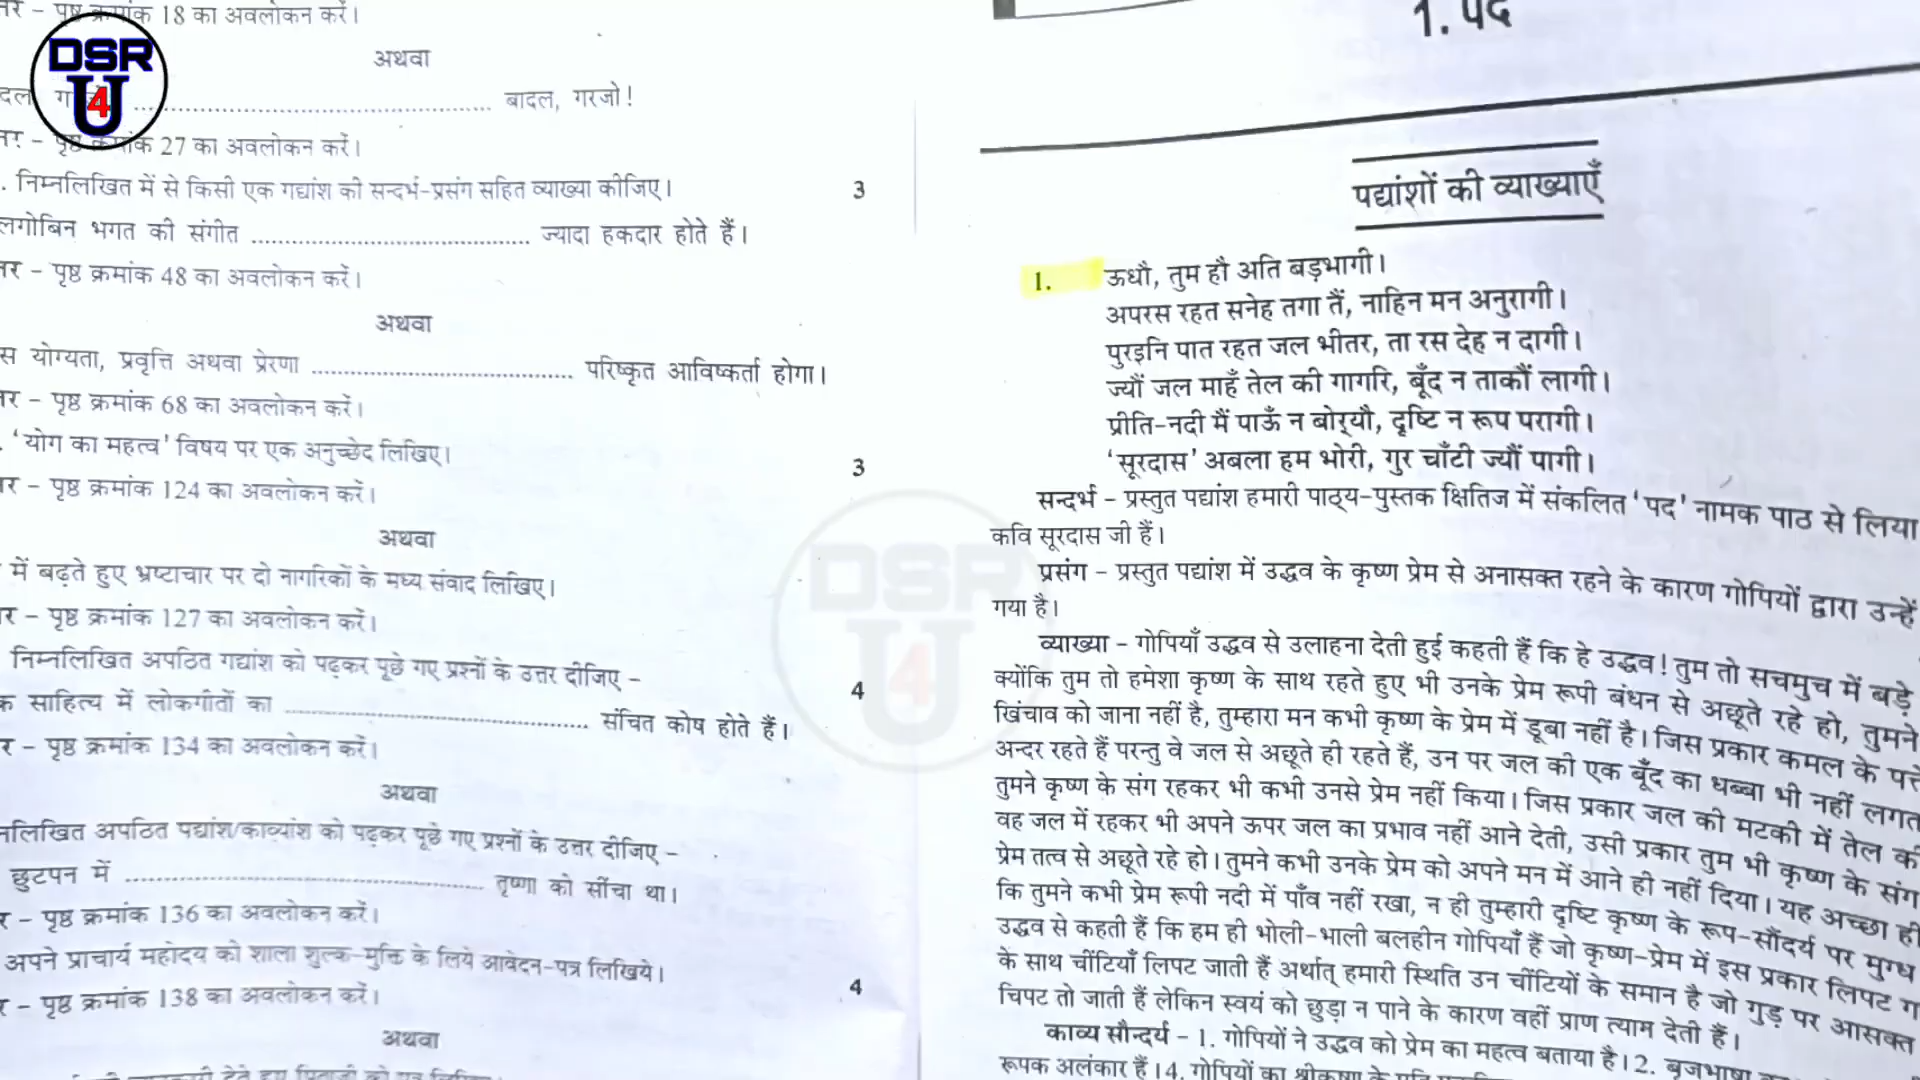 DSR
U
4
पृष्ठ क्रमांक 18 का अवलोकन करें।
अथवा
बादल, गरजो!
पृष्ठ क्रमांक 27 का अवलोकन करें।
. निम्नलिखित में से किसी एक गद्यांश की सन्दर्भ-प्रसंग सहित व्याख्या कीजिए। 3
लगोबिन भगत की संगीत ........................................ ज्यादा हकदार होते हैं।
र – पृष्ठ क्रमांक 48 का अवलोकन करें।
अथवा
स योग्यता, प्रवृत्ति अथवा प्रेरणा ........................................ परिष्कृत आविष्कर्ता होगा।
र – पृष्ठ क्रमांक 68 का अवलोकन करें।
. 'योग का महत्व' विषय पर एक अनुच्छेद लिखिए। 3
र – पृष्ठ क्रमांक 124 का अवलोकन करें।
अथवा
में बढ़ते हुए भ्रष्टाचार पर दो नागरिकों के मध्य संवाद लिखिए।
र – पृष्ठ क्रमांक 127 का अवलोकन करें।
निम्नलिखित अपठित गद्यांश को पढ़कर पूछे गए प्रश्नों के उत्तर दीजिए – 4
क साहित्य में लोकगीतों का ........................................ संचित कोष होते हैं।
र – पृष्ठ क्रमांक 134 का अवलोकन करें।
अथवा
नलिखित अपठित पद्यांश/काव्यांश को पढ़कर पूछे गए प्रश्नों के उत्तर दीजिए –
छुटपन में ........................................ तृष्णा को सींचा था।
र – पृष्ठ क्रमांक 136 का अवलोकन करें।
अपने प्राचार्य महोदय को शाला शुल्क-मुक्ति के लिये आवेदन-पत्र लिखिये। 4
र – पृष्ठ क्रमांक 138 का अवलोकन करें।
अथवा
1. पद
पद्यांशों की व्याख्याएँ
1. ऊधौ, तुम हौ अति बड़भागी।
अपरस रहत सनेह तगा तैं, नाहिन मन अनुरागी।
पुरइनि पात रहत जल भीतर, ता रस देह न दागी।
ज्यौं जल माहँ तेल की गागरि, बूँद न ताकौं लागी।
प्रीति-नदी मैं पाऊँ न बोर्‌यौ, दृष्टि न रूप परागी।
'सूरदास' अबला हम भोरी, गुर चाँटी ज्यौं पागी।
सन्दर्भ – प्रस्तुत पद्यांश हमारी पाठ्य-पुस्तक क्षितिज में संकलित 'पद' नामक पाठ से लिया
कवि सूरदास जी हैं।
प्रसंग – प्रस्तुत पद्यांश में उद्धव के कृष्ण प्रेम से अनासक्त रहने के कारण गोपियों द्वारा उन्हें
गया है।
व्याख्या – गोपियाँ उद्धव से उलाहना देती हुई कहती हैं कि हे उद्धव! तुम तो सचमुच में बड़े
क्योंकि तुम तो हमेशा कृष्ण के साथ रहते हुए भी उनके प्रेम रूपी बंधन से अछूते रहे हो, तुमने
खिंचाव को जाना नहीं है, तुम्हारा मन कभी कृष्ण के प्रेम में डूबा नहीं है। जिस प्रकार कमल के पत्ते
अन्दर रहते हैं परन्तु वे जल से अछूते ही रहते हैं, उन पर जल की एक बूँद का धब्बा भी नहीं लगत
तुमने कृष्ण के संग रहकर भी कभी उनसे प्रेम नहीं किया। जिस प्रकार जल की मटकी में तेल की
वह जल में रहकर भी अपने ऊपर जल का प्रभाव नहीं आने देती, उसी प्रकार तुम भी कृष्ण के संग
प्रेम तत्व से अछूते रहे हो। तुमने कभी उनके प्रेम को अपने मन में आने ही नहीं दिया। यह अच्छा ही
कि तुमने कभी प्रेम रूपी नदी में पाँव नहीं रखा, न ही तुम्हारी दृष्टि कृष्ण के रूप-सौंदर्य पर मुग्ध
उद्धव से कहती हैं कि हम ही भोली-भाली बलहीन गोपियाँ हैं जो कृष्ण-प्रेम में इस प्रकार लिपट ग
के साथ चींटियाँ लिपट जाती हैं अर्थात् हमारी स्थिति उन चींटियों के समान है जो गुड़ पर आसक्त
चिपट तो जाती हैं लेकिन स्वयं को छुड़ा न पाने के कारण वहीं प्राण त्याम देती हैं।
काव्य सौन्दर्य – 1. गोपियों ने उद्धव को प्रेम का महत्व बताया है। 2. बृजभाषा
रूपक अलंकार हैं। 4. गोपियों का श्रीकृष्ण के प्रति
DSR
U
4